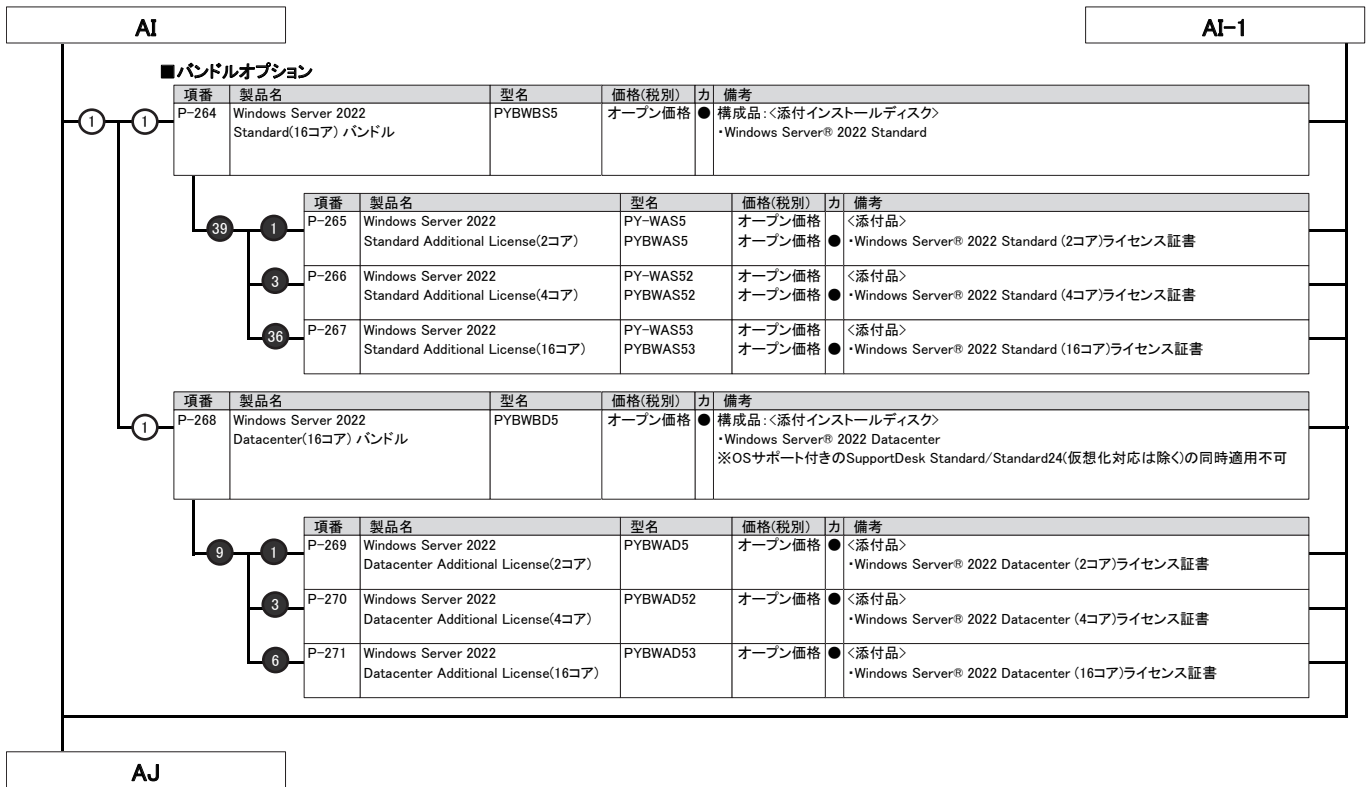 AI
AI-1
■バンドルオプション
項番 製品名 型名 価格(税別) カ 備考
1 1 P-264 Windows Server 2022 PYBWBS5 オープン価格 ● 構成品:<添付インストールディスク>
Standard(16コア) バンドル ・Windows Server® 2022 Standard
項番 製品名 型名 価格(税別) カ 備考
39 1 P-265 Windows Server 2022 PY-WAS5 オープン価格 <添付品>
Standard Additional License(2コア) PYBWAS5 オープン価格 ● ・Windows Server® 2022 Standard (2コア)ライセンス証書
3 P-266 Windows Server 2022 PY-WAS52 オープン価格 <添付品>
Standard Additional License(4コア) PYBWAS52 オープン価格 ● ・Windows Server® 2022 Standard (4コア)ライセンス証書
36 P-267 Windows Server 2022 PY-WAS53 オープン価格 <添付品>
Standard Additional License(16コア) PYBWAS53 オープン価格 ● ・Windows Server® 2022 Standard (16コア)ライセンス証書
項番 製品名 型名 価格(税別) カ 備考
1 P-268 Windows Server 2022 PYBWBD5 オープン価格 ● 構成品:<添付インストールディスク>
Datacenter(16コア) バンドル ・Windows Server® 2022 Datacenter
※OSサポート付きのSupportDesk Standard/Standard24(仮想化対応は除く)の同時適用不可
項番 製品名 型名 価格(税別) カ 備考
9 1 P-269 Windows Server 2022 PYBWAD5 オープン価格 ● <添付品>
Datacenter Additional License(2コア) ・Windows Server® 2022 Datacenter (2コア)ライセンス証書
3 P-270 Windows Server 2022 PYBWAD52 オープン価格 ● <添付品>
Datacenter Additional License(4コア) ・Windows Server® 2022 Datacenter (4コア)ライセンス証書
6 P-271 Windows Server 2022 PYBWAD53 オープン価格 ● <添付品>
Datacenter Additional License(16コア) ・Windows Server® 2022 Datacenter (16コア)ライセンス証書
AJ